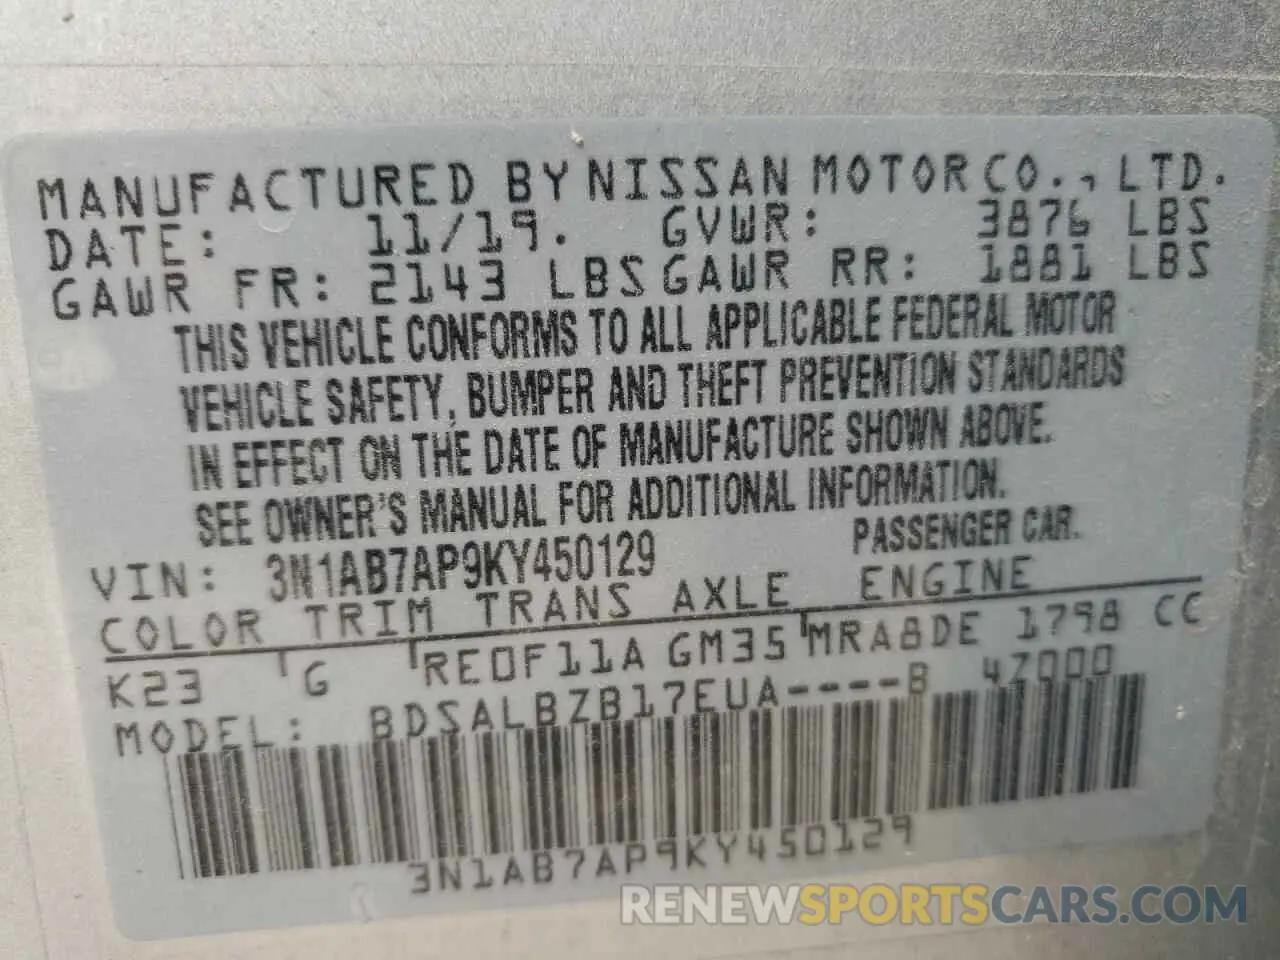 MANUFACTURED BY NISSAN MOTOR CO., LTD.
DATE: 11/19. GVWR: 3876 LBS
GAWR FR: 2143 LBS GAWR RR: 1881 LBS
THIS VEHICLE CONFORMS TO ALL APPLICABLE FEDERAL MOTOR
VEHICLE SAFETY, BUMPER AND THEFT PREVENTION STANDARDS
IN EFFECT ON THE DATE OF MANUFACTURE SHOWN ABOVE.
SEE OWNER'S MANUAL FOR ADDITIONAL INFORMATION.
VIN: 3N1AB7AP9KY450129 PASSENGER CAR.
COLOR TRIM TRANS AXLE ENGINE
K23 G RE0F11A GM35 MRA8DE 1798 CC
MODEL: BDSALBZB17EUA----B 4Z000
3N1AB7AP9KY450129
RENEWSPORTSCARS.COM